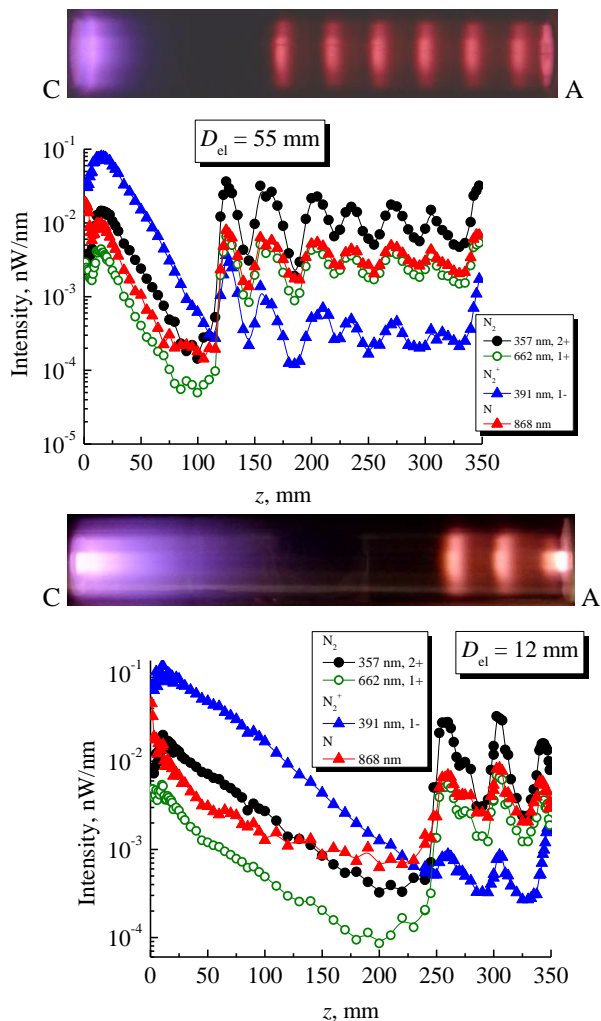 C
A
D_el = 55 mm
10^-1
10^-2
10^-3
10^-4
10^-5
Intensity, nW/nm
0
50
100
150
200
250
300
350
z, mm
N_2
357 nm, 2+
662 nm, 1+
N_2^+
391 nm, 1-
N
868 nm
C
A
N_2
357 nm, 2+
662 nm, 1+
N_2^+
391 nm, 1-
N
868 nm
D_el = 12 mm
10^-1
10^-2
10^-3
10^-4
Intensity, nW/nm
0
50
100
150
200
250
300
350
z, mm